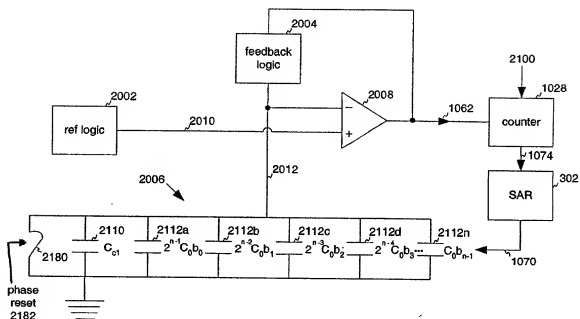 2004
feedback
logic
2100
2002
2008
1028
ref logic
2010
−
+
1062
counter
2012
1074
302
2006
SAR
2110
2112a
2112b
2112c
2112d
2112n
2180
C_c1
2^n-1 C_0b_0
2^n-2 C_0b_1
2^n-3 C_0b_2
2^n-4 C_0b_3 ...
C_0b_n-1
1070
phase
reset
2182